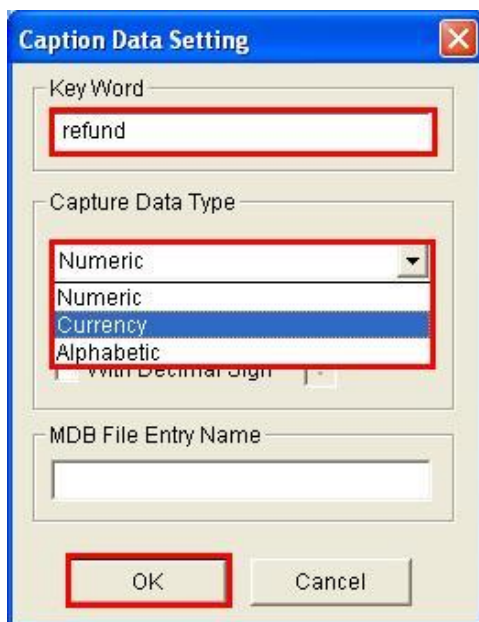 Caption Data Setting
Key Word
refund
Capture Data Type
Numeric
Numeric
Currency
Alphabetic
With Decimal Sign
MDB File Entry Name
OK
Cancel